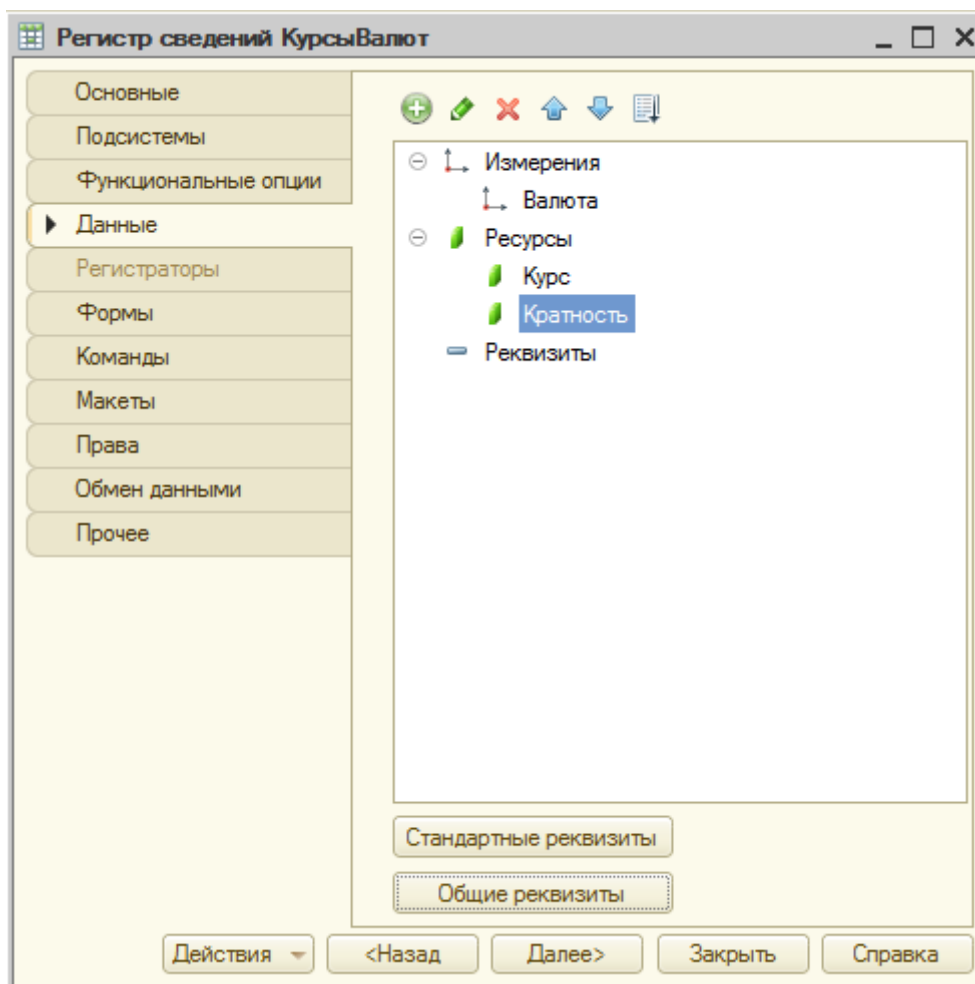 Регистр сведений КурсыВалют
Основные
Подсистемы
Функциональные опции
Данные
Регистраторы
Формы
Команды
Макеты
Права
Обмен данными
Прочее
Измерения
Валюта
Ресурсы
Курс
Кратность
Реквизиты
Стандартные реквизиты
Общие реквизиты
Действия <Назад Далее> Закрыть Справка